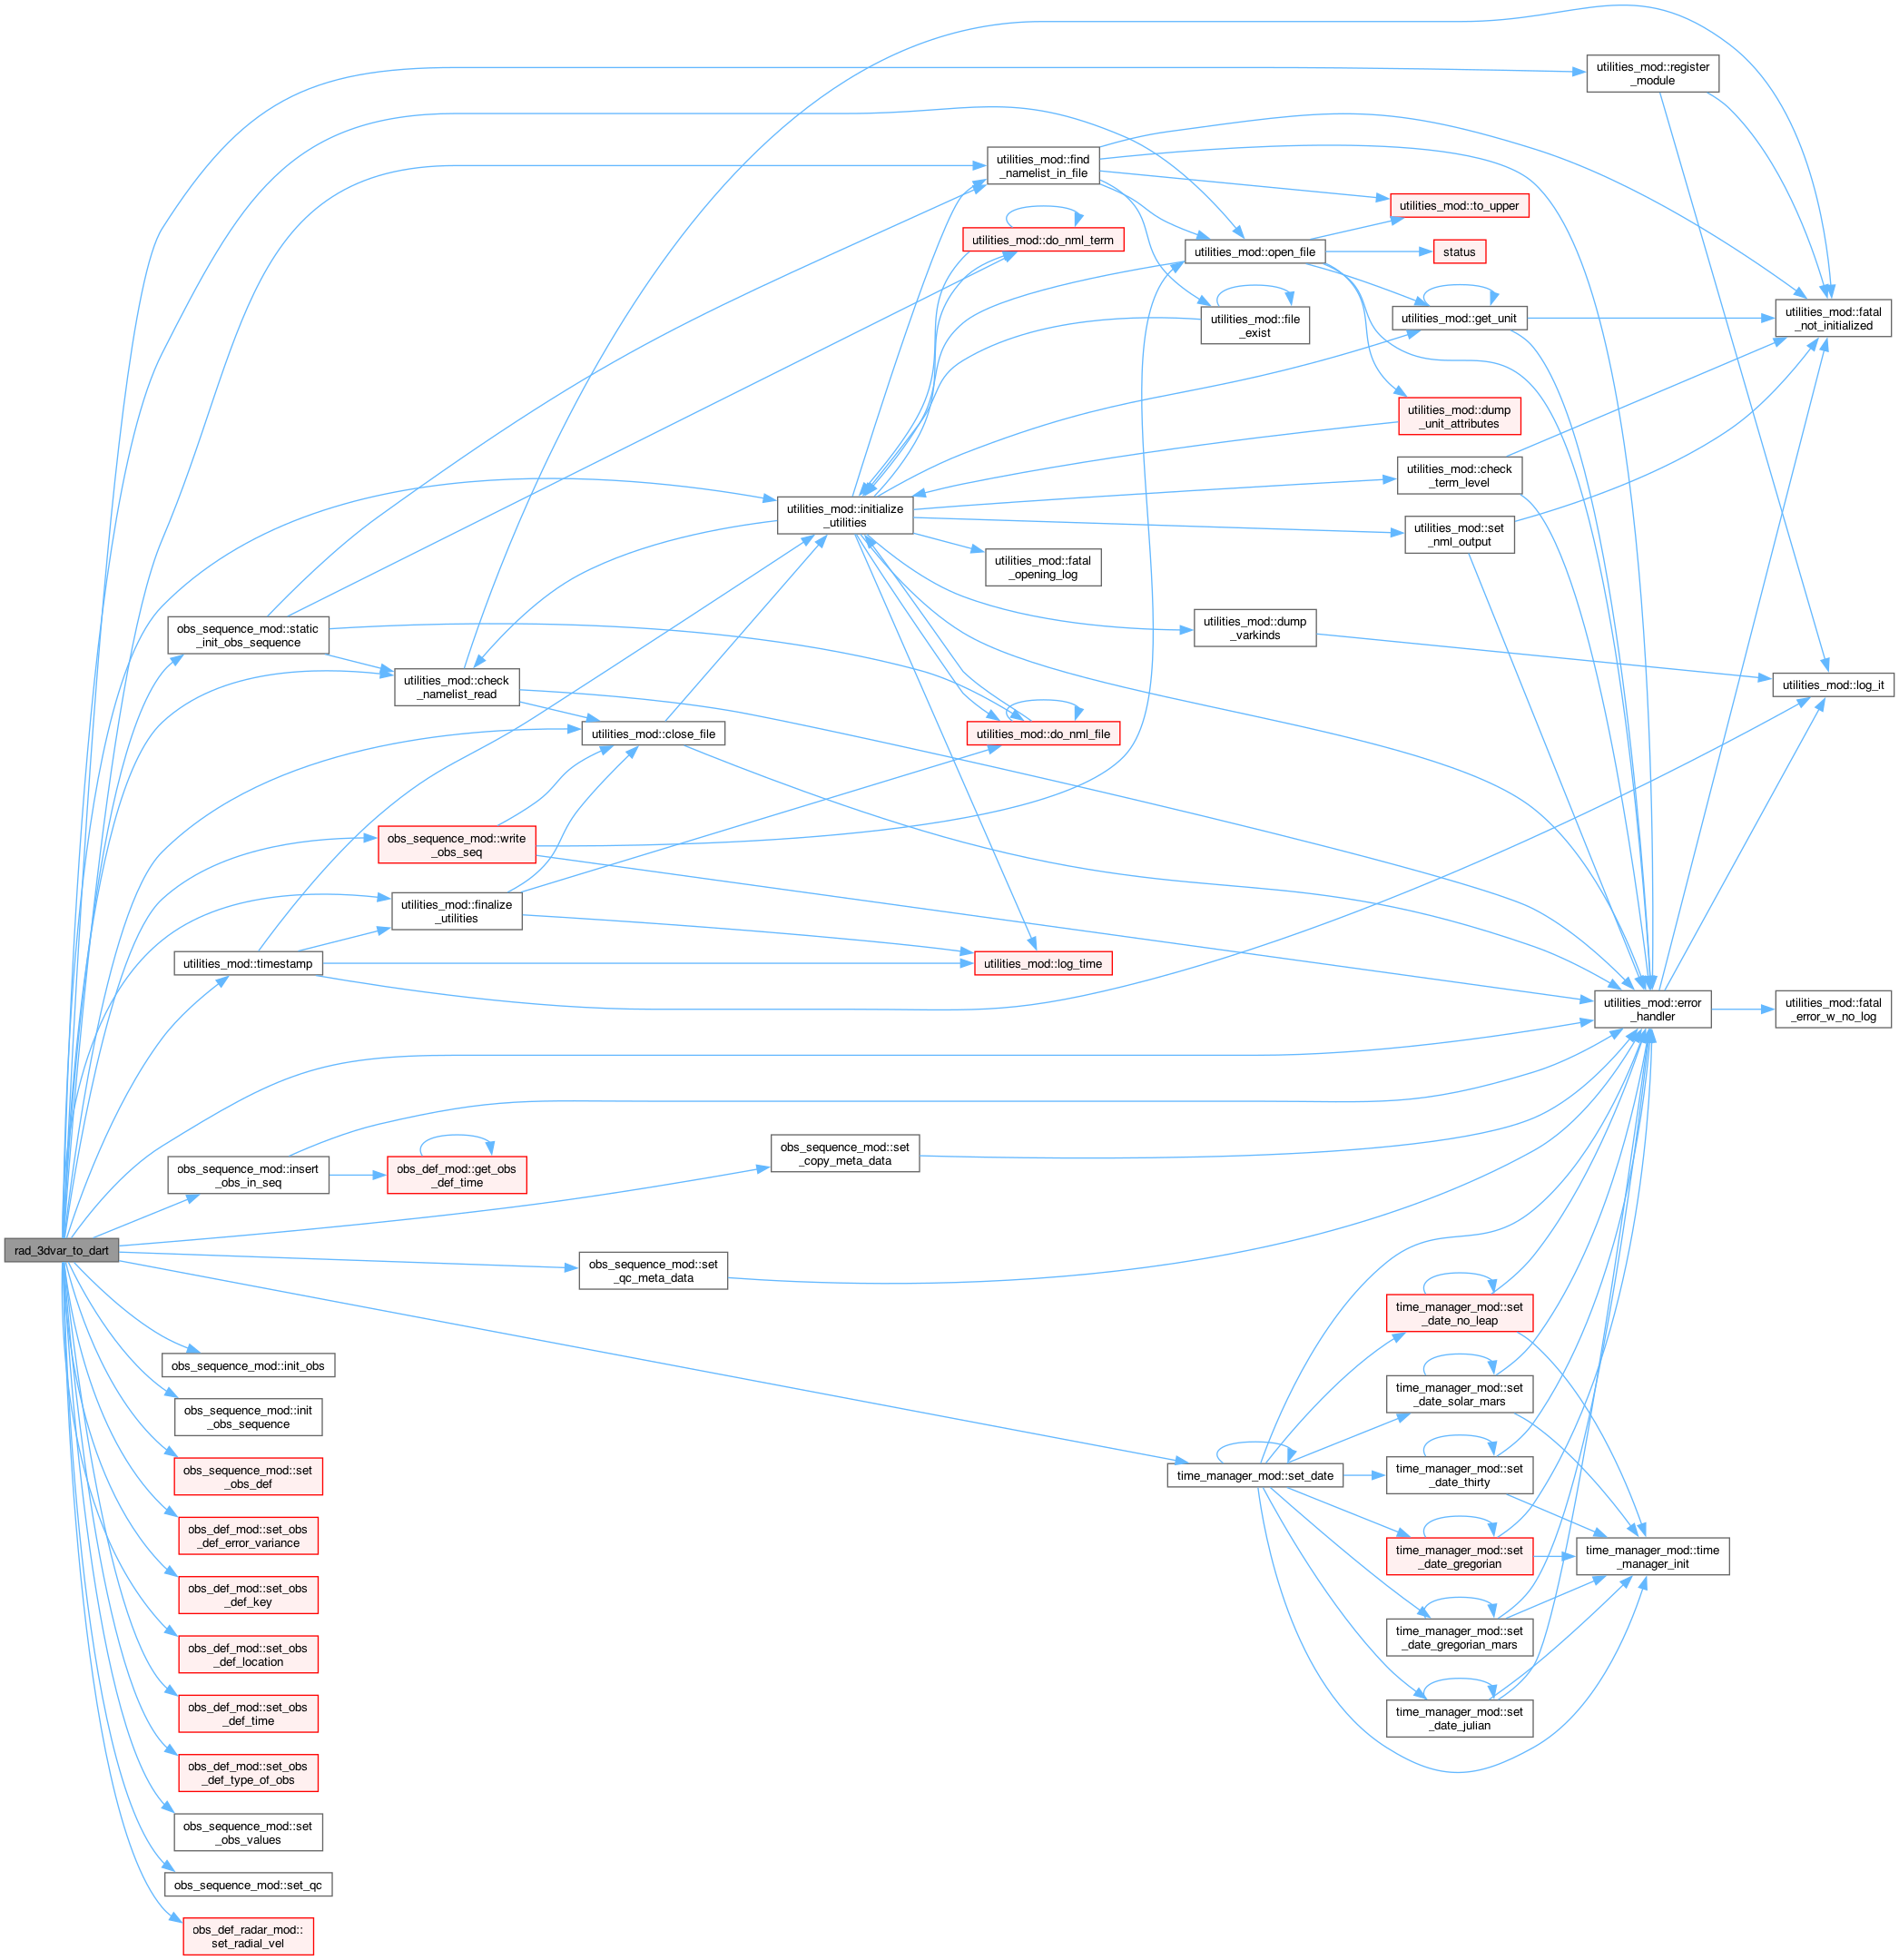 utilities_mod::register
_module
utilities_mod::find
_namelist_in_file
utilities_mod::to_upper
utilities_mod::do_nml_term
utilities_mod::open_file
status
utilities_mod::file
_exist
utilities_mod::get_unit
utilities_mod::fatal
_not_initialized
utilities_mod::dump
_unit_attributes
utilities_mod::check
_term_level
utilities_mod::initialize
_utilities
utilities_mod::set
_nml_output
utilities_mod::fatal
_opening_log
obs_sequence_mod::static
_init_obs_sequence
utilities_mod::dump
_varkinds
utilities_mod::check
_namelist_read
utilities_mod::log_it
utilities_mod::close_file
utilities_mod::do_nml_file
obs_sequence_mod::write
_obs_seq
utilities_mod::finalize
_utilities
utilities_mod::timestamp
utilities_mod::log_time
utilities_mod::error
_handler
utilities_mod::fatal
_error_w_no_log
obs_sequence_mod::set
_copy_meta_data
obs_sequence_mod::insert
_obs_in_seq
obs_def_mod::get_obs
_def_time
rad_3dvar_to_dart
obs_sequence_mod::set
_qc_meta_data
time_manager_mod::set
_date_no_leap
obs_sequence_mod::init_obs
time_manager_mod::set
_date_solar_mars
obs_sequence_mod::init
_obs_sequence
obs_sequence_mod::set
_obs_def
time_manager_mod::set_date
time_manager_mod::set
_date_thirty
obs_def_mod::set_obs
_def_error_variance
time_manager_mod::set
_date_gregorian
time_manager_mod::time
_manager_init
obs_def_mod::set_obs
_def_key
time_manager_mod::set
_date_gregorian_mars
obs_def_mod::set_obs
_def_location
obs_def_mod::set_obs
_def_time
time_manager_mod::set
_date_julian
obs_def_mod::set_obs
_def_type_of_obs
obs_sequence_mod::set
_obs_values
obs_sequence_mod::set_qc
obs_def_radar_mod::
set_radial_vel